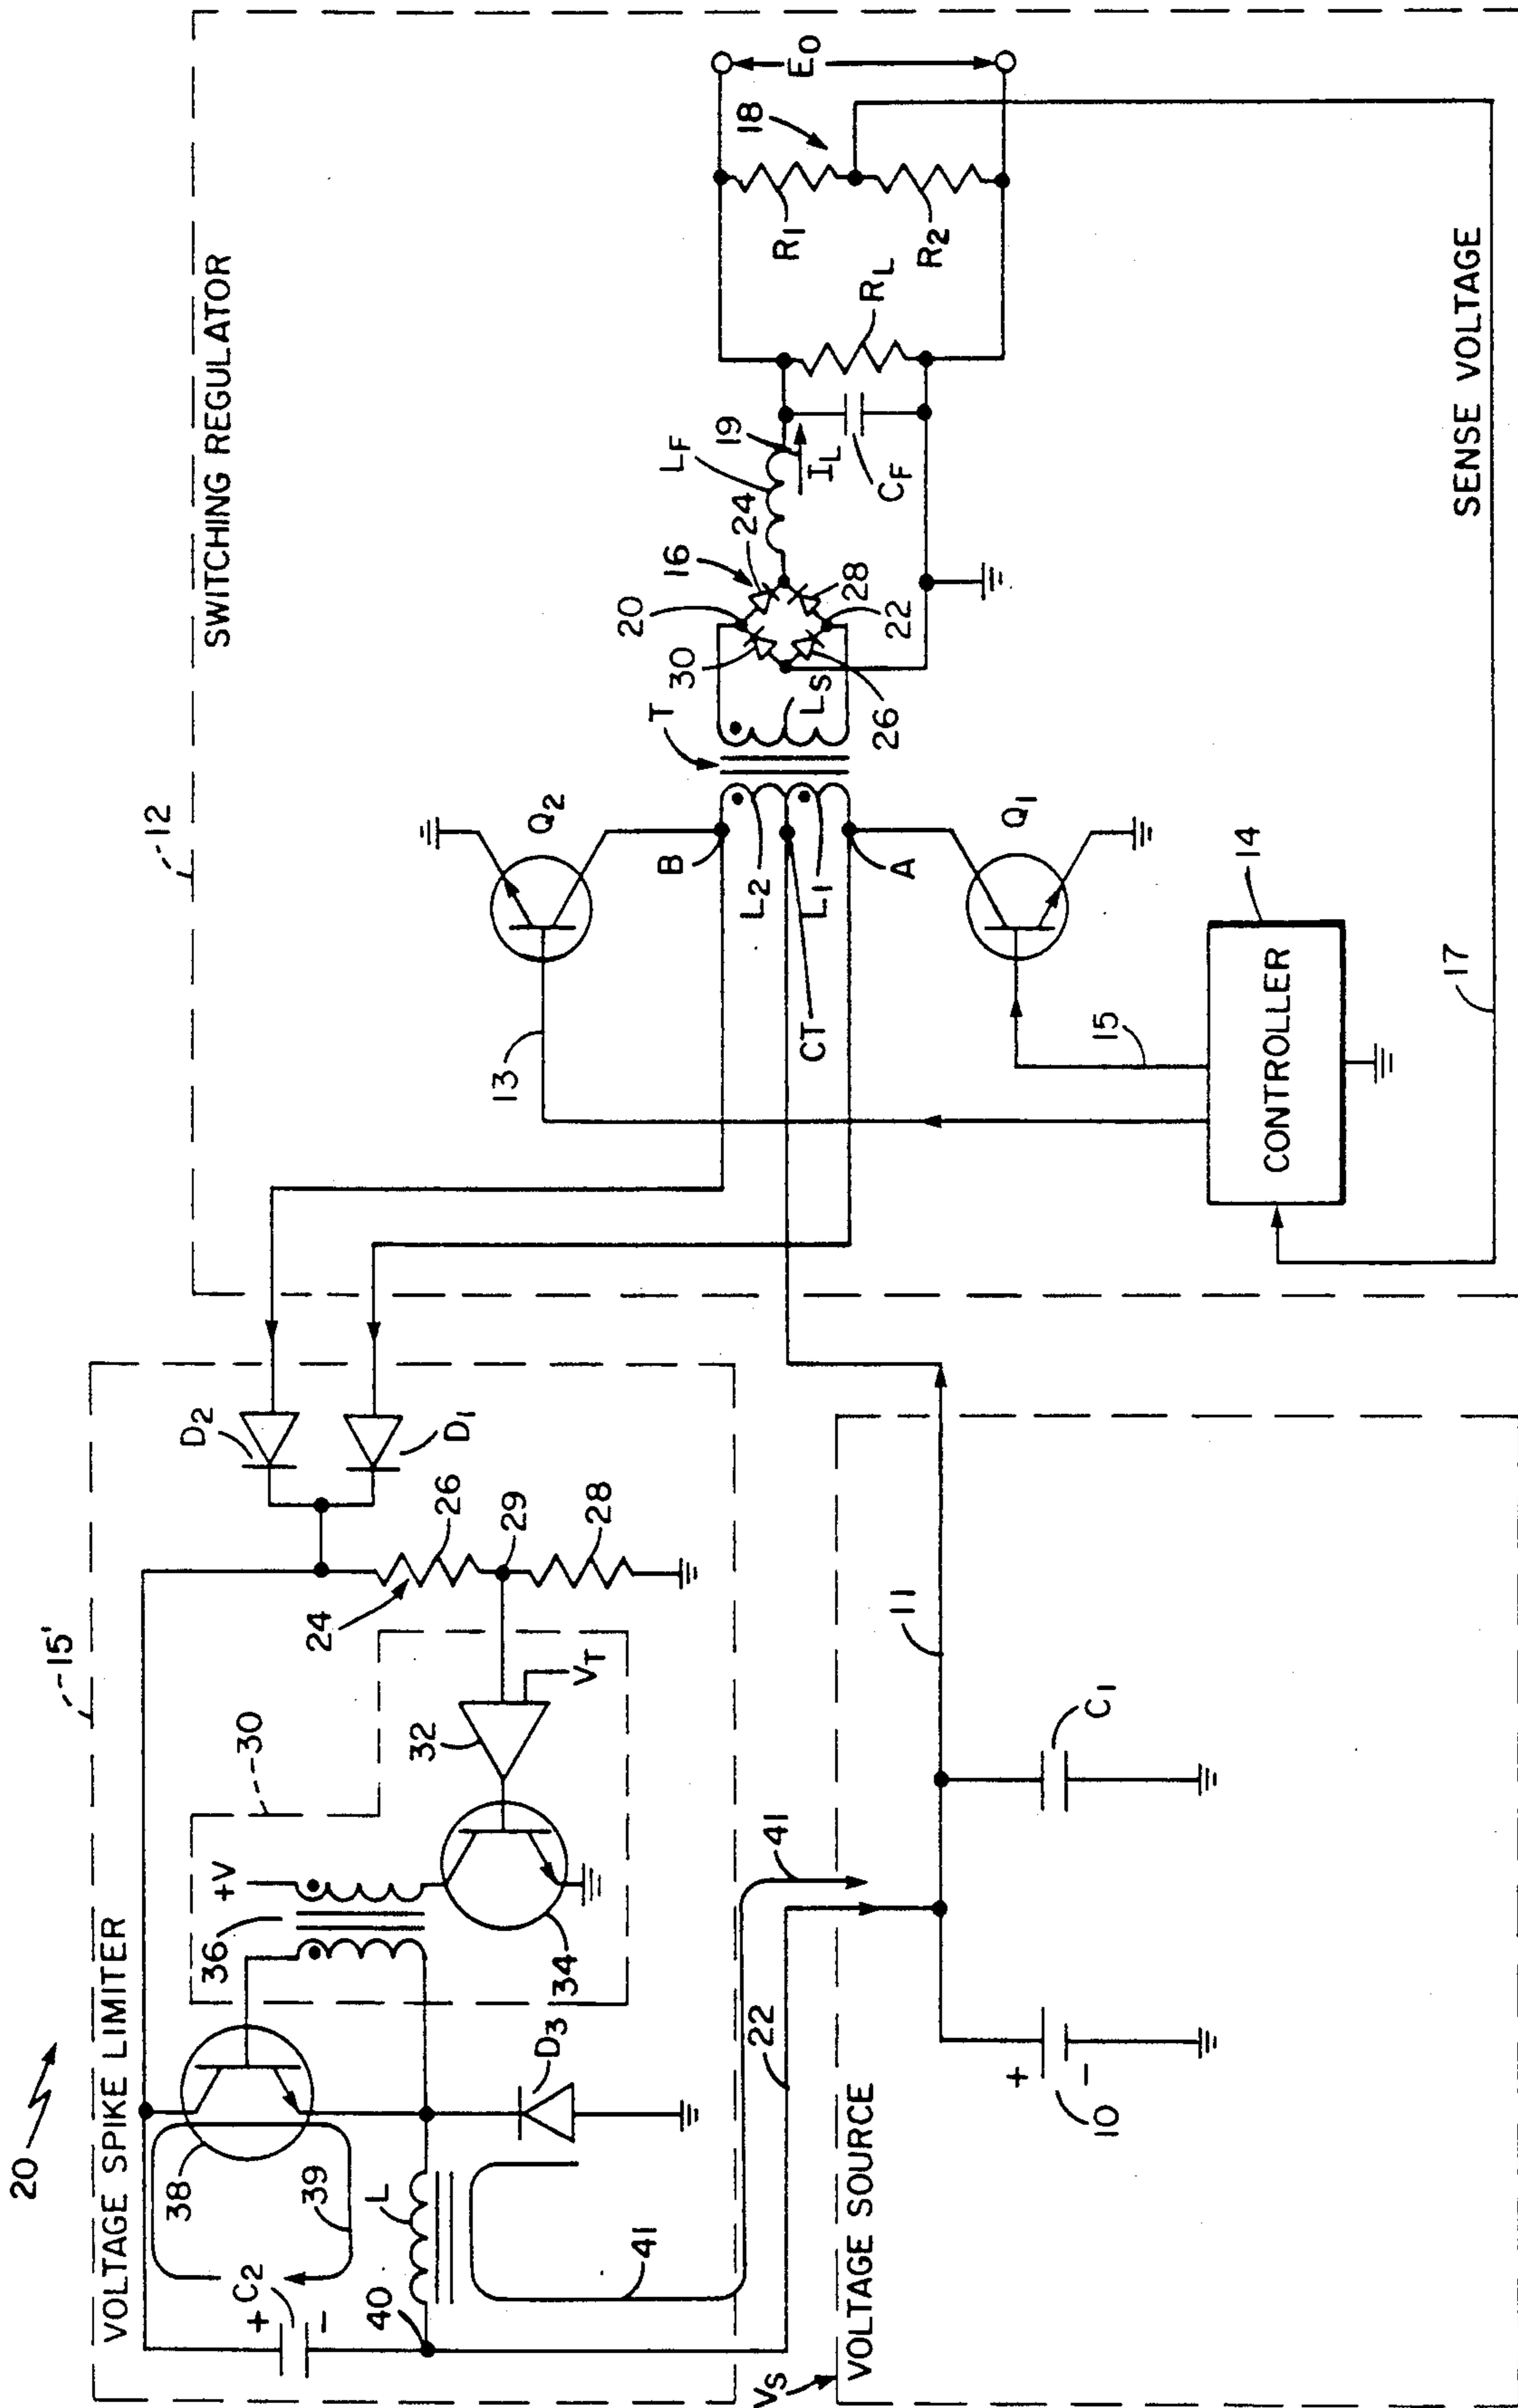 20
15'
VOLTAGE SPIKE LIMITER
C2
+
-
39
38
40
L
41
D3
36
+V
30
34
32
VT
24
26
29
28
D2
D1
22
41
VS
VOLTAGE SOURCE
+
-
10
C1
11
12
SWITCHING REGULATOR
13
Q2
B
L2
CT
L1
A
Q1
15
14
CONTROLLER
17
T
LS
20
30
16
24
26
22
28
LF
19
IL
CF
RL
R1
R2
18
EO
SENSE VOLTAGE